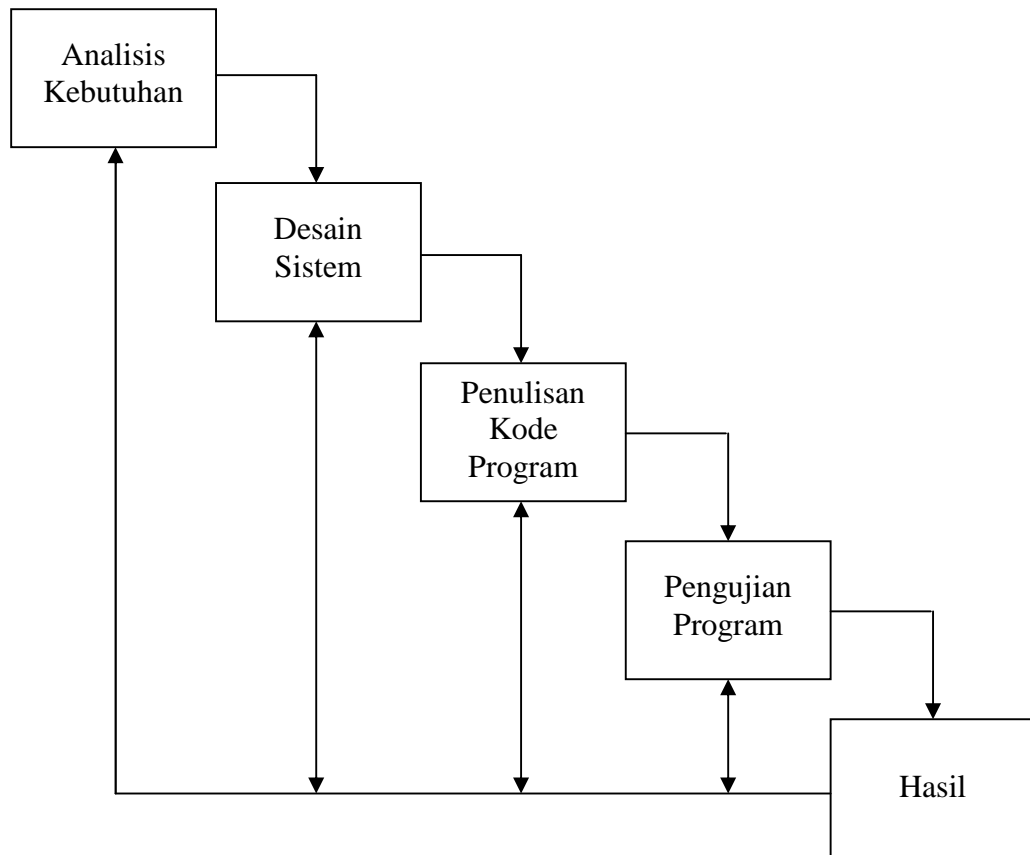 Analisis
Kebutuhan
Desain
Sistem
Penulisan
Kode
Program
Pengujian
Program
Hasil